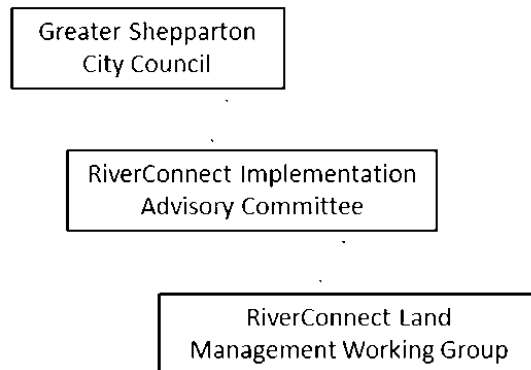 Greater Shepparton
City Council
RiverConnect Implementation
Advisory Committee
RiverConnect Land
Management Working Group